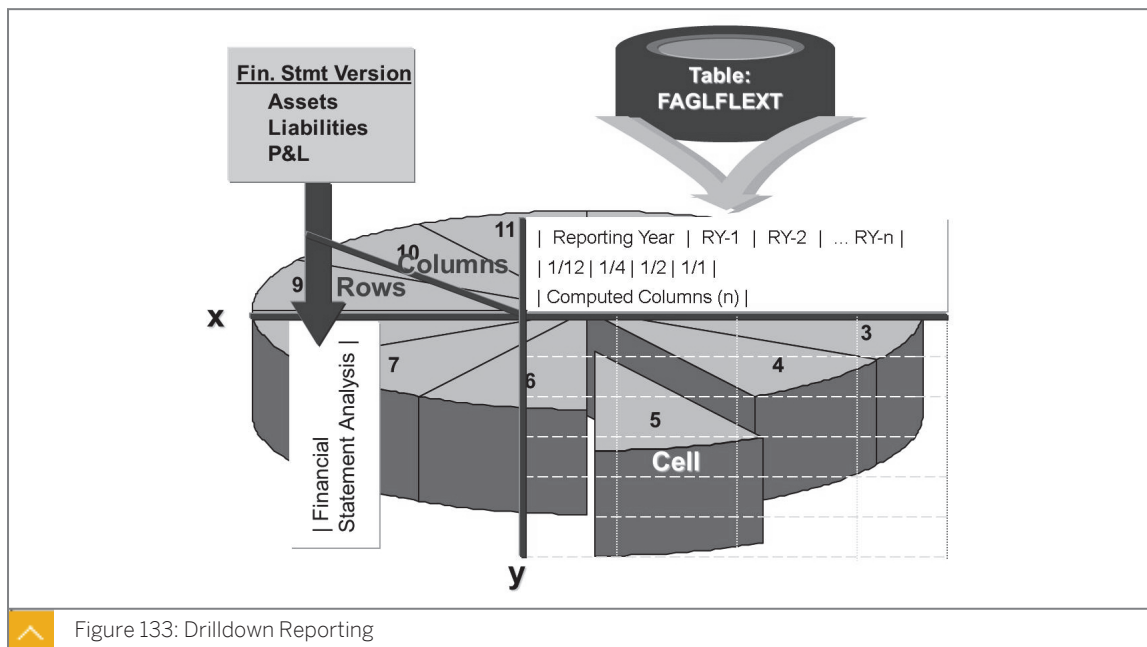 Fin. Stmt Version
Assets
Liabilities
P&L
Table:
FAGLFLEXT
| Reporting Year | RY-1 | RY-2 | ... RY-n |
| 1/12 | 1/4 | 1/2 | 1/1 |
| Computed Columns (n) |
11
10
Columns
9
Rows
x
3
4
7
6
5
Cell
| Financial
Statement Analysis |
y
Figure 133: Drilldown Reporting